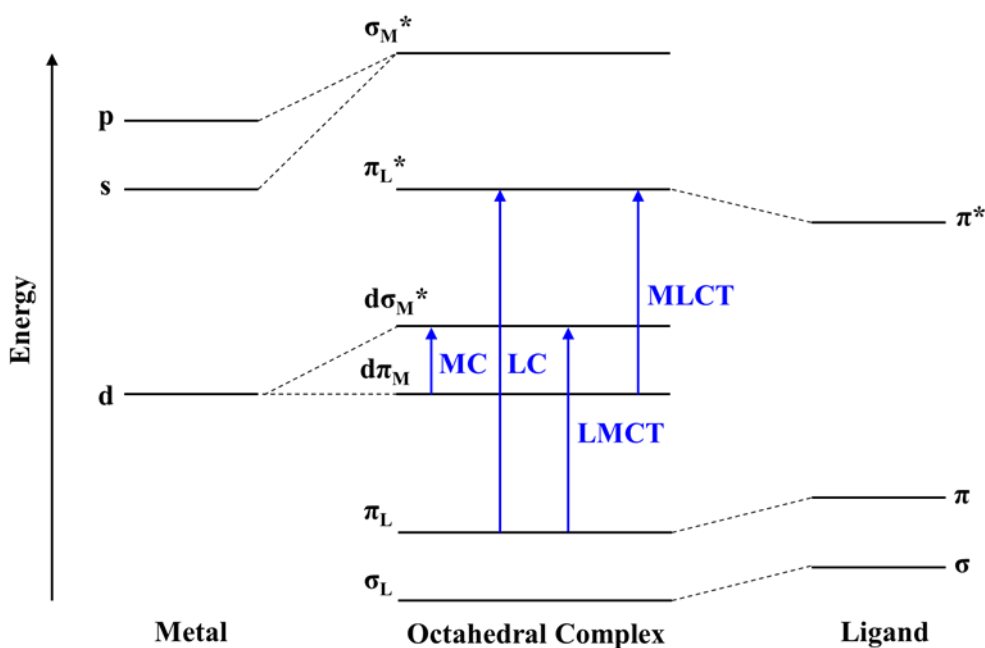 σM*
p
πL*
s
π*
MLCT
dσM*
MC
LC
dπM
d
LMCT
π
πL
σ
σL
Energy
Metal
Octahedral Complex
Ligand